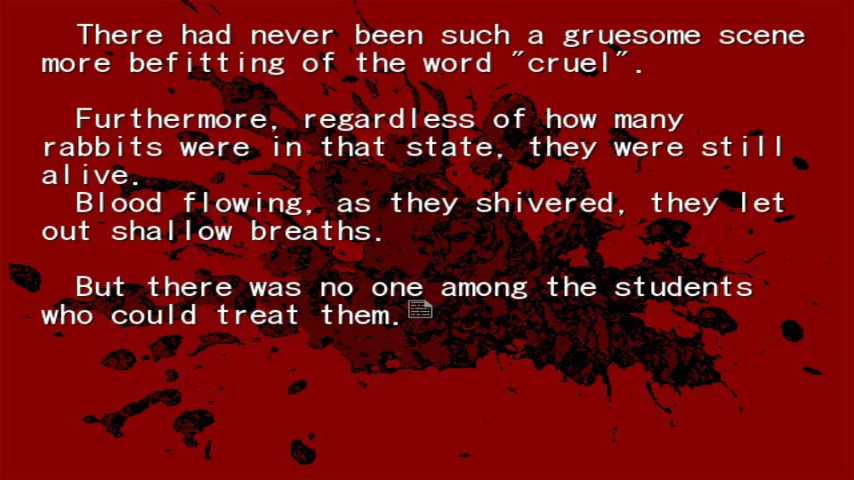 There had never been such a gruesome scene
more befitting of the word "cruel".
Furthermore, regardless of how many
rabbits were in that state, they were still
alive.
Blood flowing, as they shivered, they let
out shallow breaths.
But there was no one among the students
who could treat them.